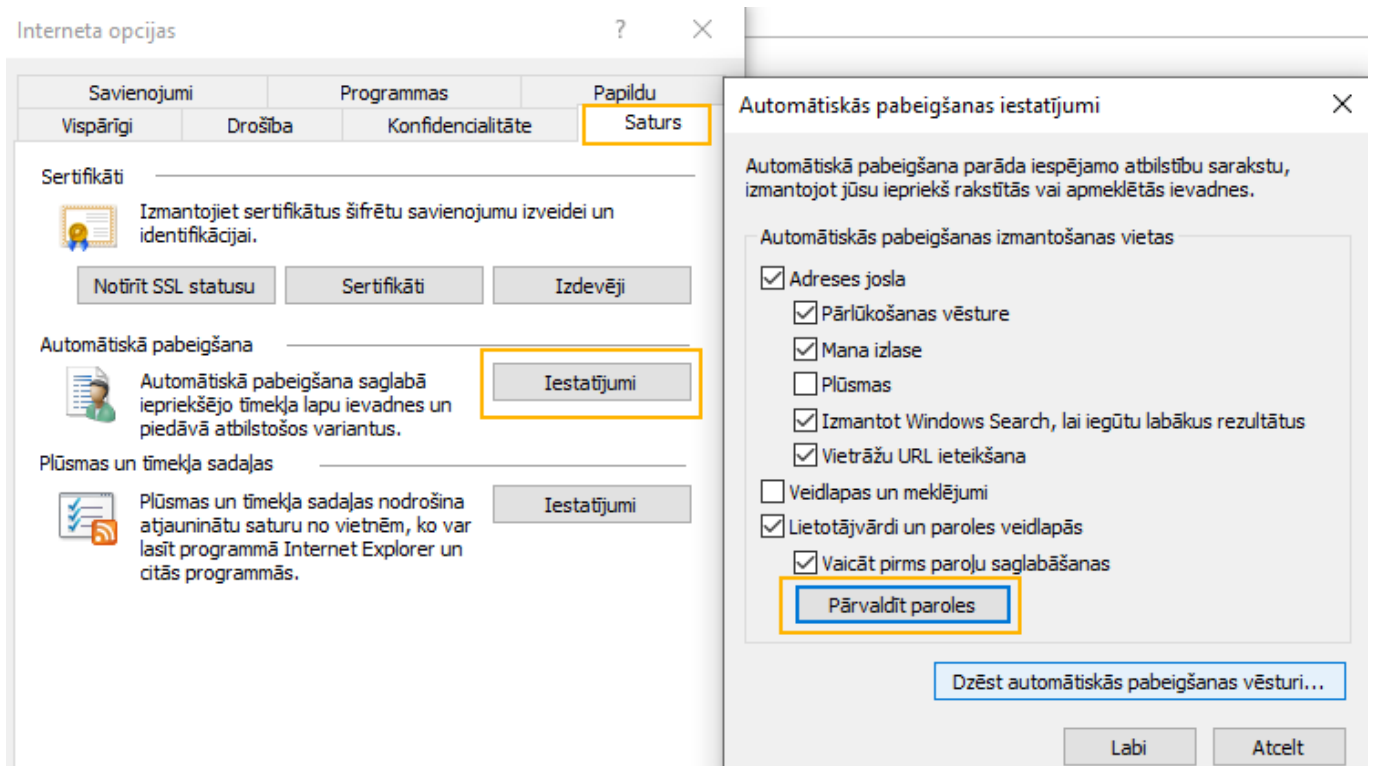 Interneta opcijas
?
Savienojumi
Programmas
Papildu
Vispārīgi
Drošība
Konfidencialitāte
Saturs
Sertifikāti
Izmantojiet sertifikātus šifrētu savienojumu izveidei un
identifikācijai.
Notīrīt SSL statusu
Sertifikāti
Izdevēji
Automātiskā pabeigšana
Automātiskā pabeigšana saglabā
iepriekšējo tīmekļa lapu ievadnes un
piedāvā atbilstošos variantus.
Iestatījumi
Plūsmas un tīmekļa sadaļas
Plūsmas un tīmekļa sadaļas nodrošina
atjauninātu saturu no vietnēm, ko var
lasīt programmā Internet Explorer un
citās programmās.
Iestatījumi
Automātiskās pabeigšanas iestatījumi
Automātiskā pabeigšana parāda iespējamo atbilstību sarakstu,
izmantojot jūsu iepriekš rakstītās vai apmeklētās ievadnes.
Automātiskās pabeigšanas izmantošanas vietas
Adreses josla
Pārlūkošanas vēsture
Mana izlase
Plūsmas
Izmantot Windows Search, lai iegūtu labākus rezultātus
Vietrāžu URL ieteikšana
Veidlapas un meklējumi
Lietotājvārdi un paroles veidlapās
Vaicāt pirms paroļu saglabāšanas
Pārvaldīt paroles
Dzēst automātiskās pabeigšanas vēsturi...
Labi
Atcelt